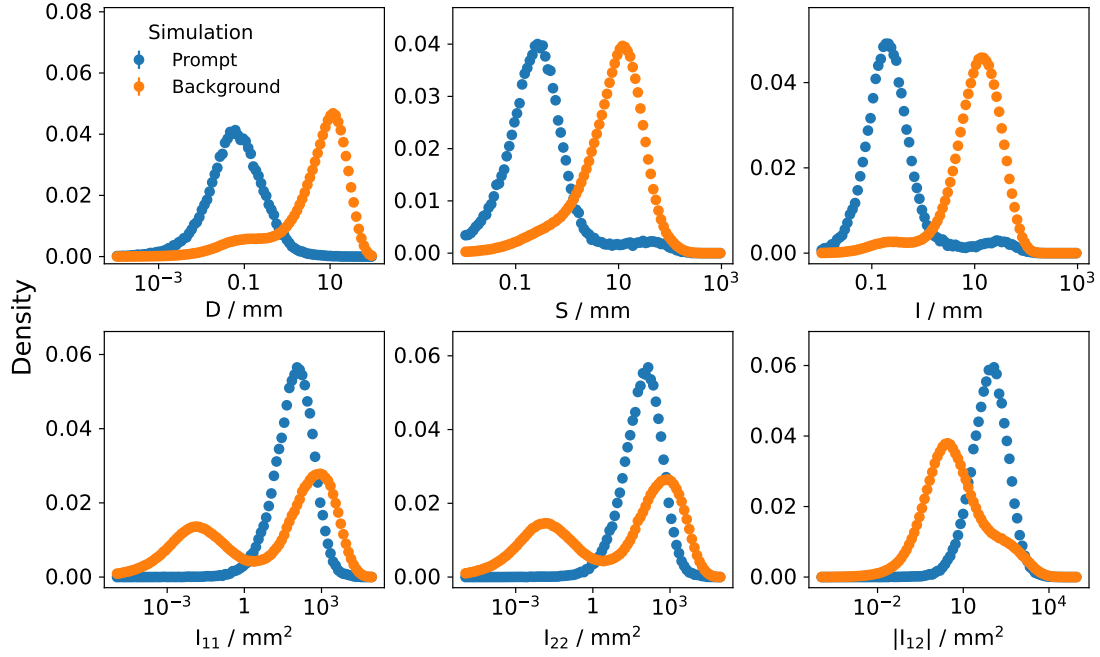 Density
0.08
0.06
0.04
0.02
0.00
Simulation
Prompt
Background
10⁻³ 0.1 10
D / mm
0.04
0.03
0.02
0.01
0.00
0.1 10 10³
S / mm
0.04
0.02
0.00
0.1 10 10³
I / mm
0.06
0.04
0.02
0.00
10⁻³ 1 10³
I₁₁ / mm²
0.06
0.04
0.02
0.00
10⁻³ 1 10³
I₂₂ / mm²
0.06
0.04
0.02
0.00
10⁻² 10 10⁴
|I₁₂| / mm²